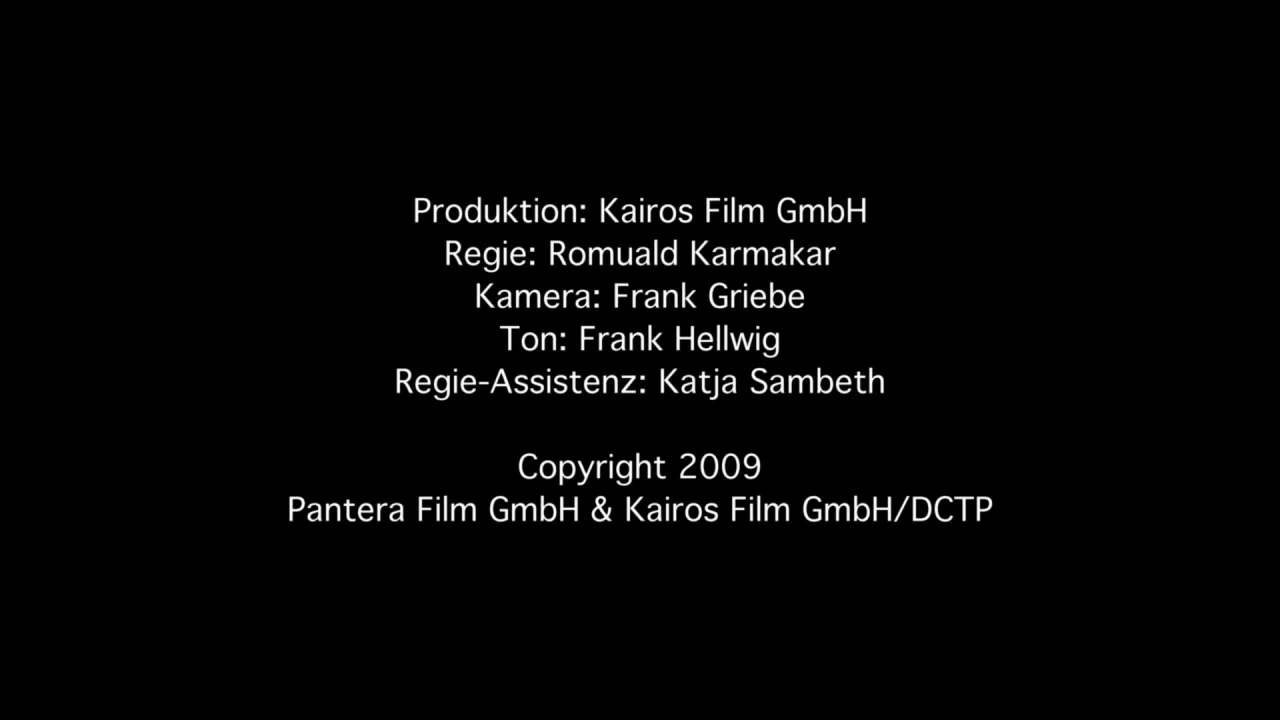 Produktion: Kairos Film GmbH
Regie: Romuald Karmakar
Kamera: Frank Griebe
Ton: Frank Hellwig
Regie-Assistenz: Katja Sambeth
Copyright 2009
Pantera Film GmbH & Kairos Film GmbH/DCTP